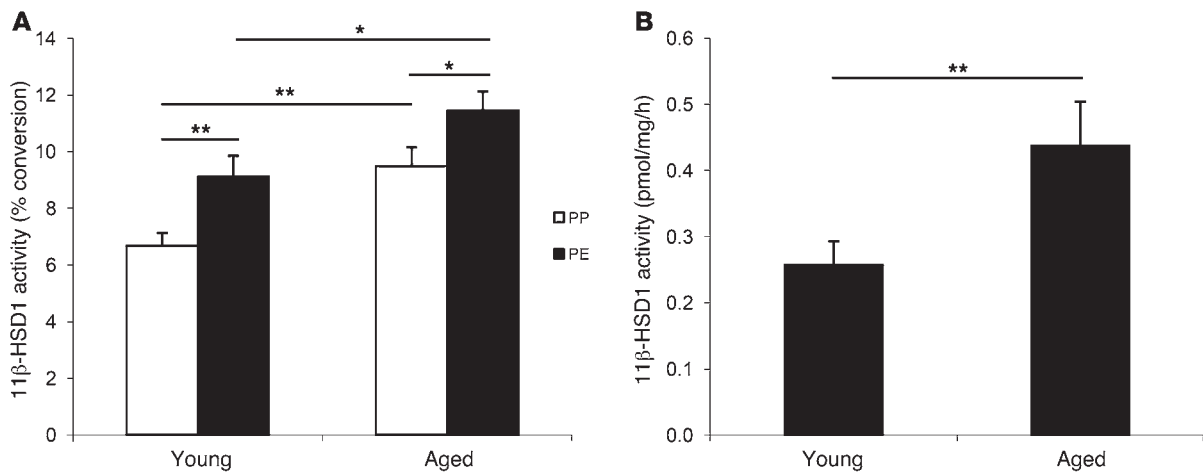 A
11β-HSD1 activity (% conversion)
14
12
10
8
6
4
2
0
*
*
**
**
PP
PE
Young
Aged
B
11β-HSD1 activity (pmol/mg/h)
0.6
0.5
0.4
0.3
0.2
0.1
0.0
**
Young
Aged